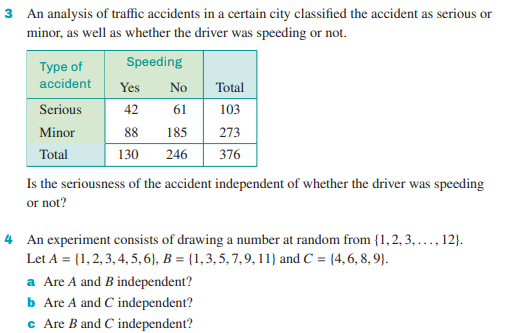 3 An analysis of traffic accidents in a certain city classified the accident as serious or
minor, as well as whether the driver was speeding or not.
Type of accident Speeding
Yes No Total
Serious 42 61 103
Minor 88 185 273
Total 130 246 376
Is the seriousness of the accident independent of whether the driver was speeding
or not?
4 An experiment consists of drawing a number at random from {1, 2, 3, . . . , 12}.
Let A = {1, 2, 3, 4, 5, 6}, B = {1, 3, 5, 7, 9, 11} and C = {4, 6, 8, 9}.
a Are A and B independent?
b Are A and C independent?
c Are B and C independent?